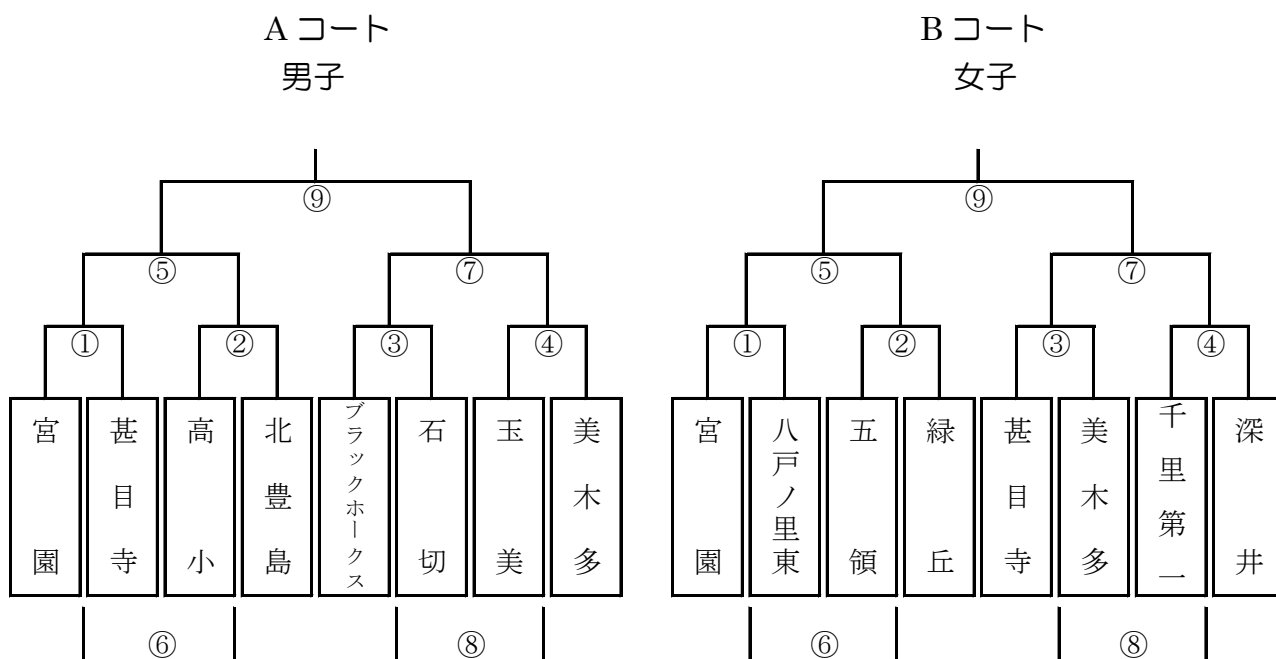 A コート
男子
⑨
⑤
⑦
①
②
③
④
宮園
甚目寺
高小
北豊島
ブラックホークス
石切
玉美
美木多
⑥
⑧
B コート
女子
⑨
⑤
⑦
①
②
③
④
宮園
八戸ノ里東
五領
緑丘
甚目寺
美木多
千里第一
深井
⑥
⑧